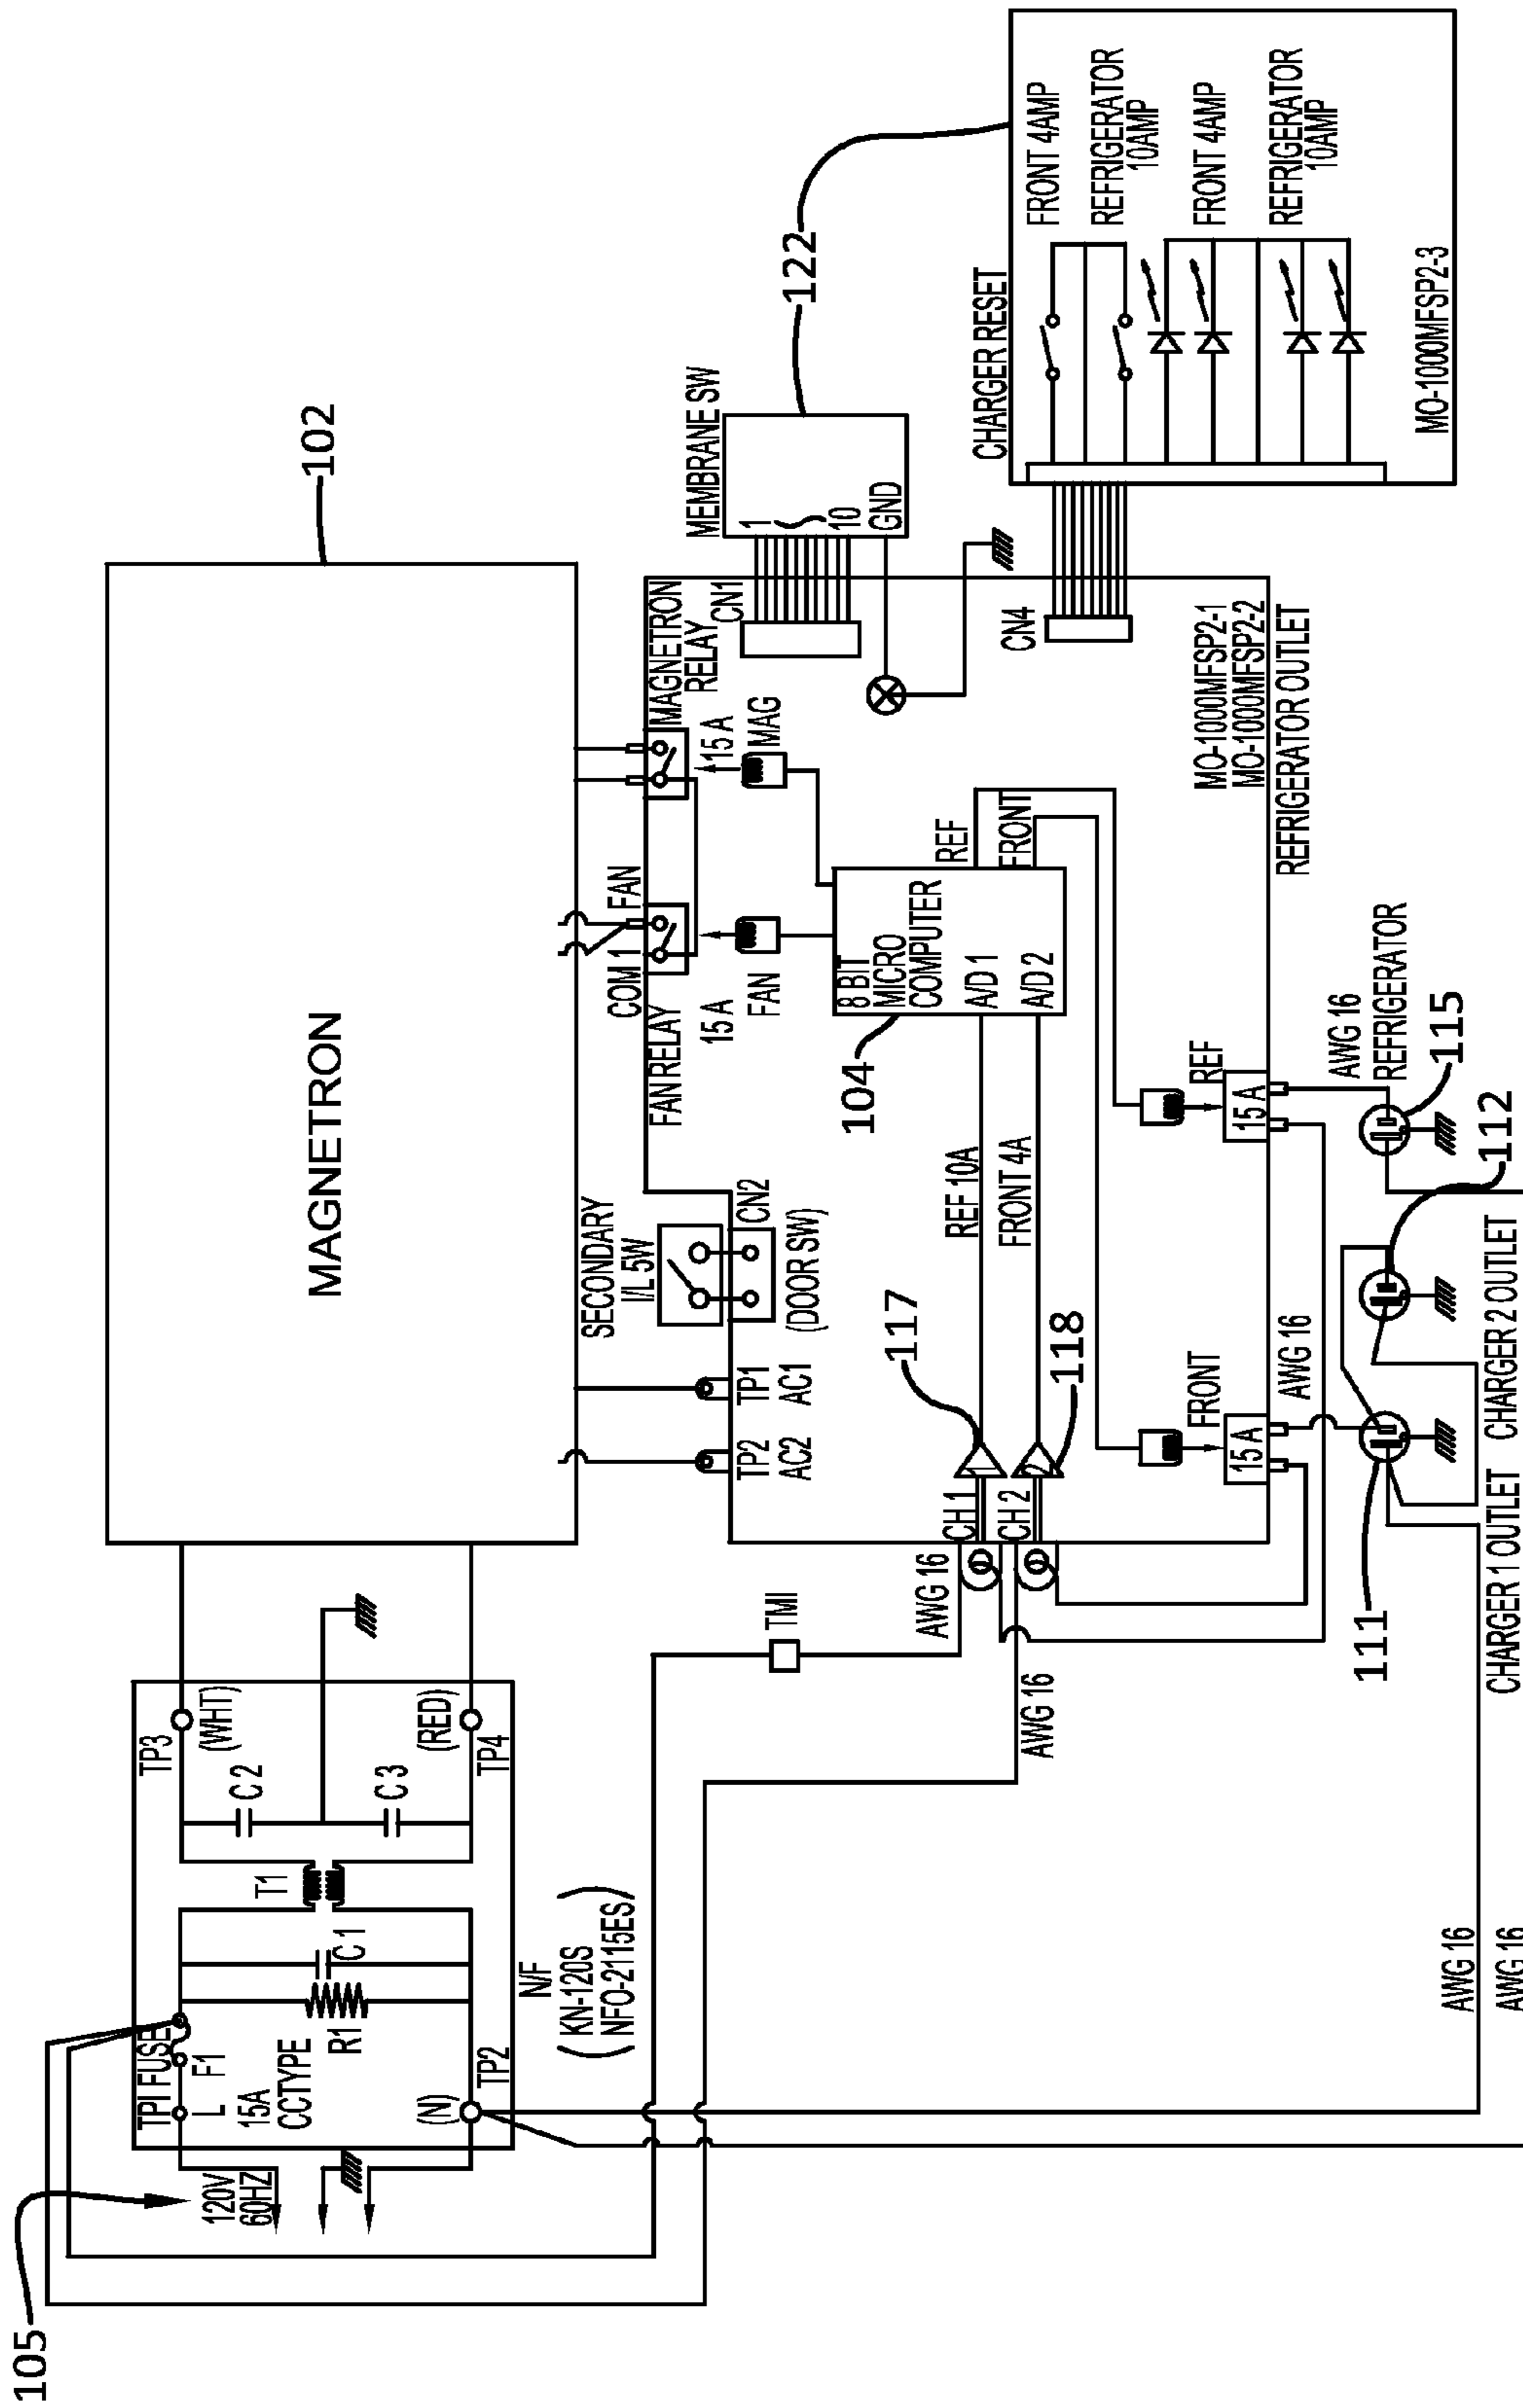 105
120V
60HZ
TPI FUSE
L F1
15A
CCTYPE
R1
C 1
(N)
TP2
T1
C 2
C 3
TP3
(WHT)
(RED)
TP4
N/F
(KN-120S
NFO-2115ES)
MAGNETRON
102
TMI
AWG 16
AWG 16
TP2
AC2
TP1
AC1
SECONDARY
I/L 5W
CN2
(DOOR SW)
FAN RELAY
COM 1
FAN
15 A
FAN
MAGNETRON
RELAY
15 A
MAG
CN1
MEMBRANE SW
1
10
GND
122
CH 1
CH 2
117
118
REF 10A
FRONT 4A
104
8 BIT
MICRO
COMPUTER
A/D 1
A/D 2
REF
FRONT
CN4
CHARGER RESET
FRONT 4AMP
REFRIGERATOR
10AMP
FRONT 4AMP
REFRIGERATOR
10AMP
MO-1000MFSP2-3
MO-1000MFSP2-1
MO-1000MFSP2-2
REFRIGERATOR OUTLET
FRONT
15 A
AWG 16
REF
15 A
AWG 16
REFRIGERATOR
115
112
111
CHARGER 1 OUTLET
CHARGER 2 OUTLET
AWG 16
AWG 16